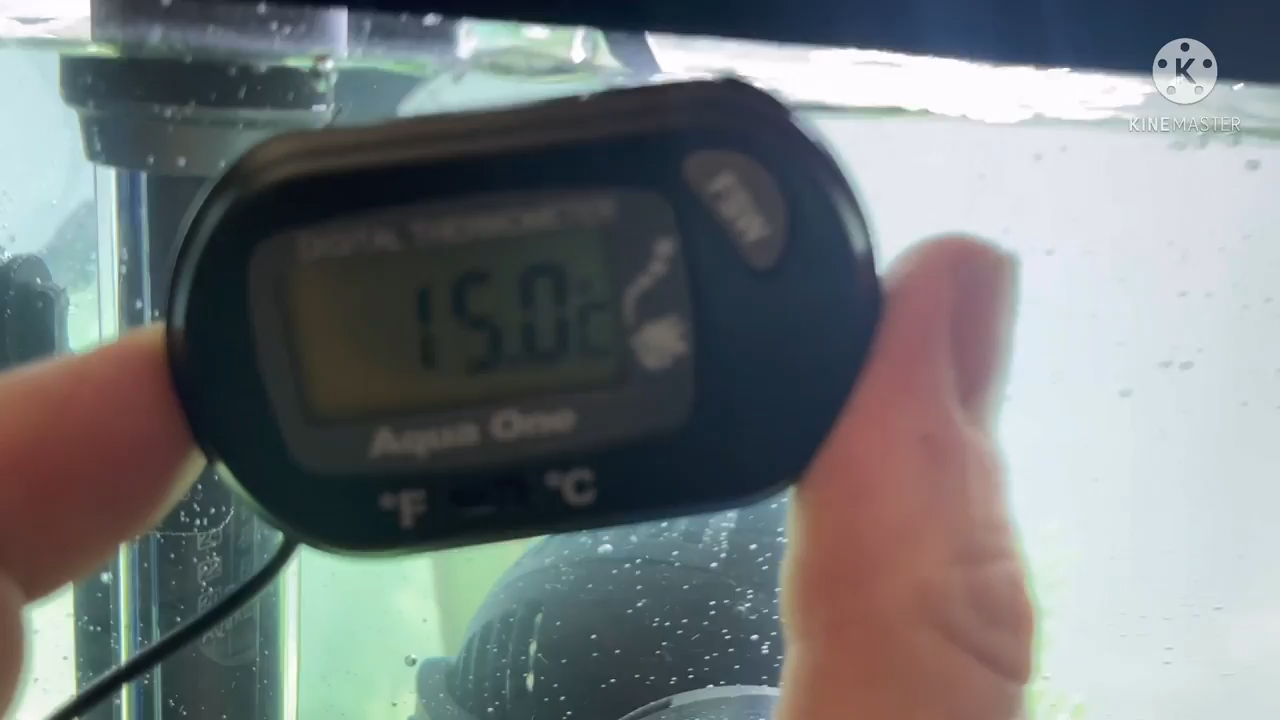 K
KINEMASTER
DIGITAL THERMOMETER
15.0°C
Aqua One
°F °C